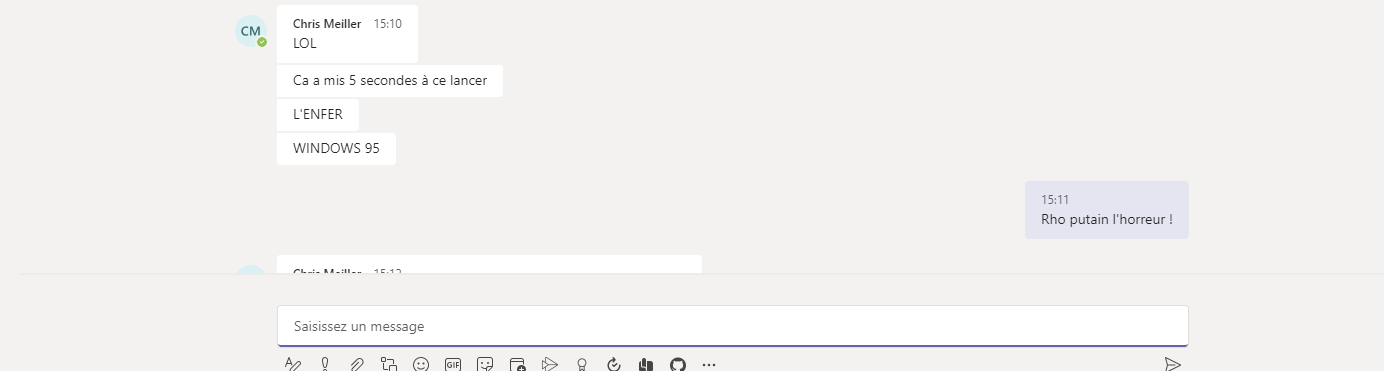 CM
Chris Meiller 15:10
LOL
Ca a mis 5 secondes à ce lancer
L'ENFER
WINDOWS 95
15:11
Rho putain l'horreur !
Chris Meiller 15:12
Saisissez un message
GIF